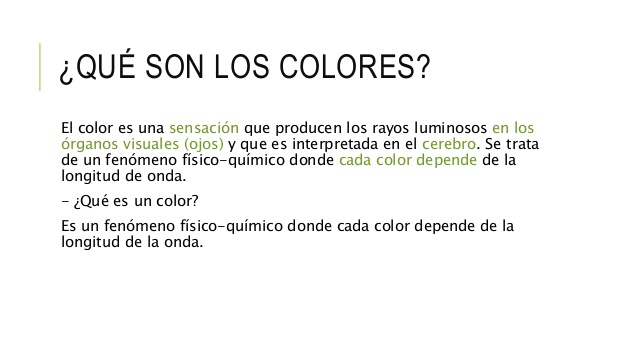 ¿QUÉ SON LOS COLORES?
El color es una sensación que producen los rayos luminosos en los
órganos visuales (ojos) y que es interpretada en el cerebro. Se trata
de un fenómeno físico-químico donde cada color depende de la
longitud de onda.
- ¿Qué es un color?
Es un fenómeno físico-químico donde cada color depende de la
longitud de la onda.